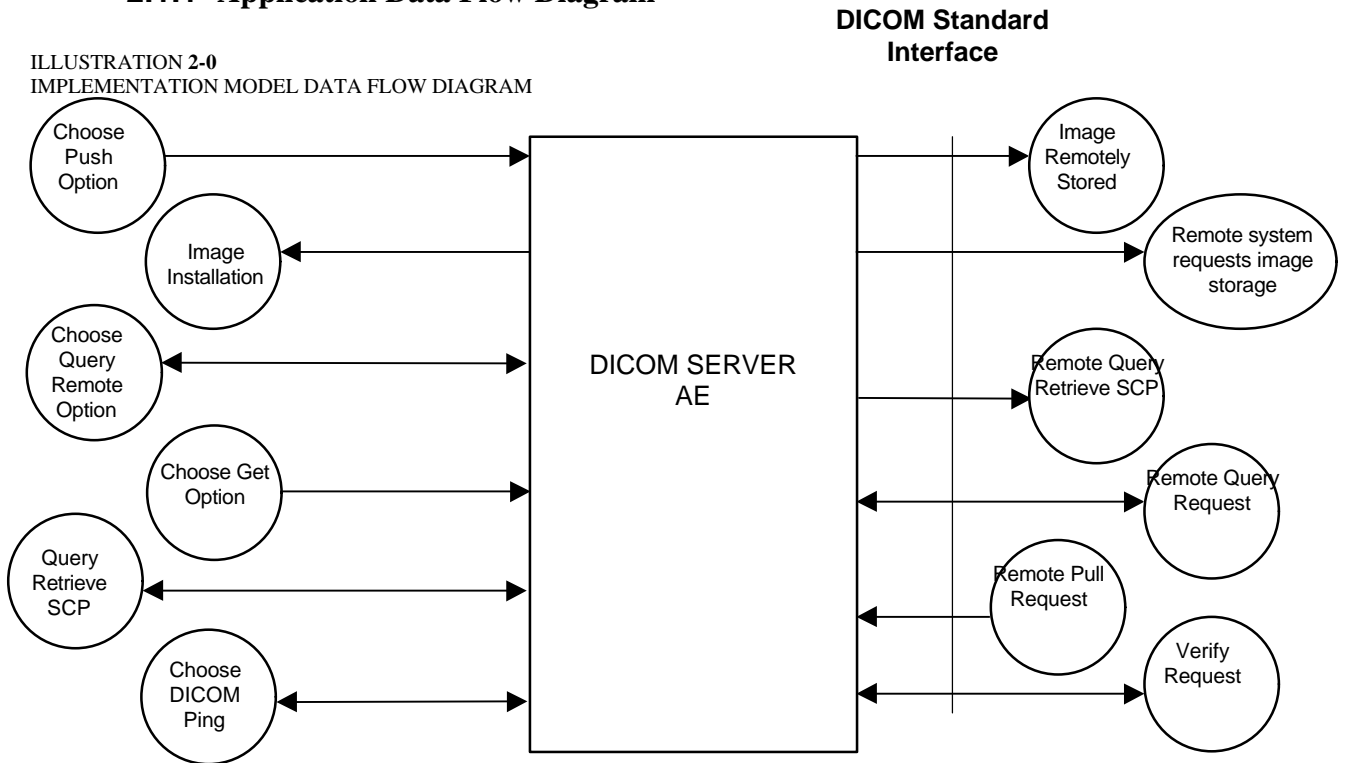 Application Data Flow Diagram
DICOM Standard
Interface
ILLUSTRATION 2-0
IMPLEMENTATION MODEL DATA FLOW DIAGRAM
Choose
Push
Option
Image
Installation
Choose
Query
Remote
Option
Choose Get
Option
Query
Retrieve
SCP
Choose
DICOM
Ping
DICOM SERVER
AE
Image
Remotely
Stored
Remote system
requests image
storage
Remote Query
Retrieve SCP
Remote Query
Request
Remote Pull
Request
Verify
Request